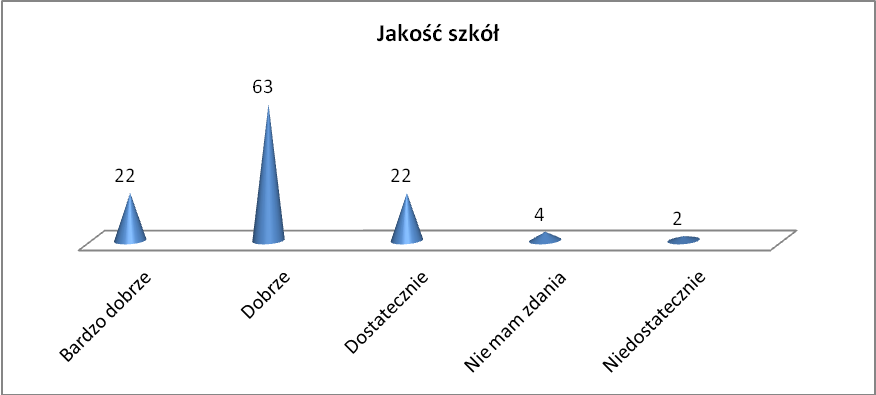 Jakość szkół
63
22
22
4
2
Bardzo dobrze
Dobrze
Dostatecznie
Nie mam zdania
Niedostatecznie